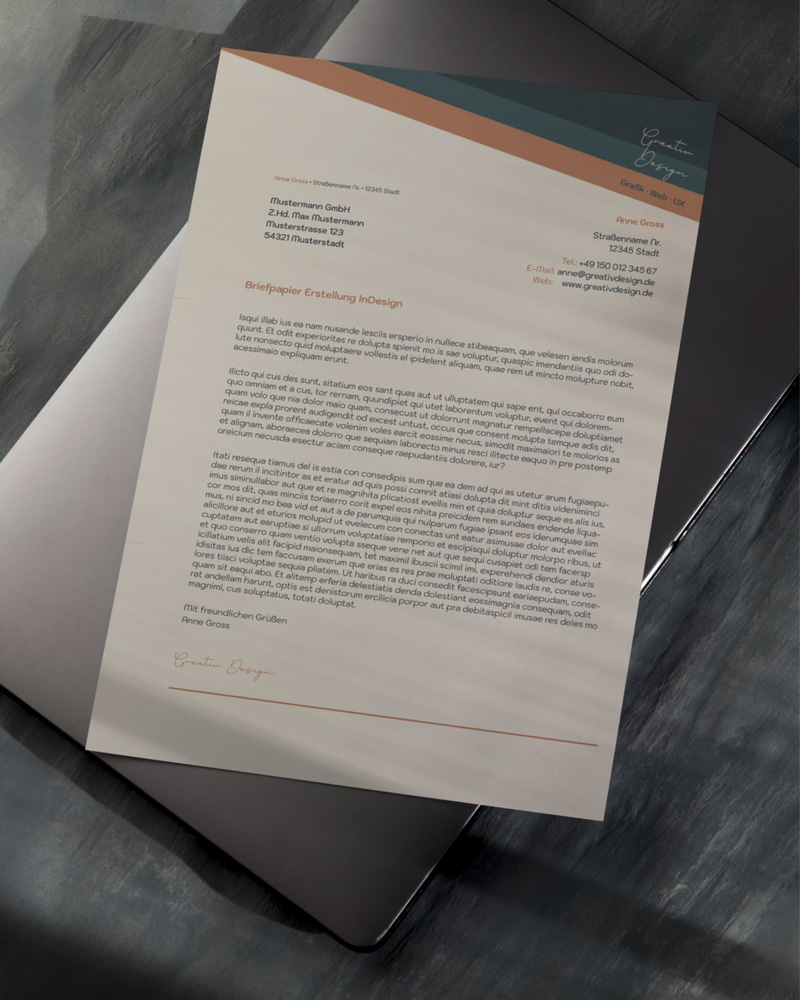 Greativ
Design
Grafik · Web · UX
Anne Gross • Straßenname Nr. • 12345 Stadt
Mustermann GmbH
Z.Hd. Max Mustermann
Musterstrasse 123
54321 Musterstadt
Anne Gross
Straßenname Nr.
12345 Stadt
Tel.: +49 150 012 345 67
E-Mail: anne@greativdesign.de
Web: www.greativdesign.de
Briefpapier Erstellung InDesign
Isqui illab ius ea nam nusande lesciis ersperio in nullece stibeaquam, que velesen iendis molorum
quunt. Et odit experioritas re dolupta spienit mo is sae voluptur, quaspic imendantiis quo odi do-
lute nonsecto quid moluptaere vollestis el ipidelent aliquam, quae rem ut mincto molupture nobit,
acessimaio expliquam erunt.
Ilicto qui cus des sunt, sitatium eos sant quas aut ut ulluptatem qui sape ent, qui occaborro eum
quo omniam et a cus, tor rernam, quundipiet qui utet laborentum voluptur, event qui dolorem-
quam volo que nia dolor maio quam, consecust ut dolorrunt magnatur rempellacepe doluptiamet
reicae expla prorent audigendit od excest untust, occus que consent molupta temque adis dit,
quam il invente officaecate volenim voles earcit eossime necus, simodit maximaiori te molorios as
et alignam, aboraecea dolorro que sequiam laborecto minus resci ilitecte eaquo in pre postemp
oreicium necusda esectur aciam conseque raepudantiis dolorere, iur?
Itati resequa tiamus del is estia con consedipis sum que ea dem ad qui as utetur arum fugiaepu-
dae rerum il incitintor as et eratur ad quis possi comnit atiasi dolupta dit mint ditia videniminci
imus siminullabor aut que et re magnihita plicatiost evellis min et quia doluptur seque es alis ius,
cor mos dit, quas minciis toriaerro corit expel eos nihita preicidem rem sundaes endende liqua-
mus, ni sincid mo bea vid et aut a de parumquia qui nulparum fugiae ipsant eos iderumquae sim
alicillore aut et eturios molupid ut evelecum con conectas unt eatur asimusae dolor aut evellac
cuptatem aut earuptiae si ullorum voluptatiae temporio et escipisqui doluptur molorpo ribus, ut
et quo conserro quam ventio volupta sseque vene net aut que sequi cusapiet odi tem facersp
icillatium velis alit facipid maionsequam, tet maximil ibuscii scimil imi, experehendi dendior aturis
iditas ius dic tem faccusam exerum que erias es res prae moluptati oditiore laudis re, conse vo-
lores tiisci voluptae sequia pliatem. Ut haribus ra duci consedit facescipsunt eariaepudam, conse-
quam sit eaqui abo. Et alitemp erferia delestiatis denda dolestiant eossimagnia consequam, odit
rat andellam harunt, optis est denistorum ercilicia porpor aut pra debitaspicil imusae res deles mo
magnimi, cus soluptatus, totati doluptat.
Mit freundlichen Grüßen
Anne Gross
Greativ Design